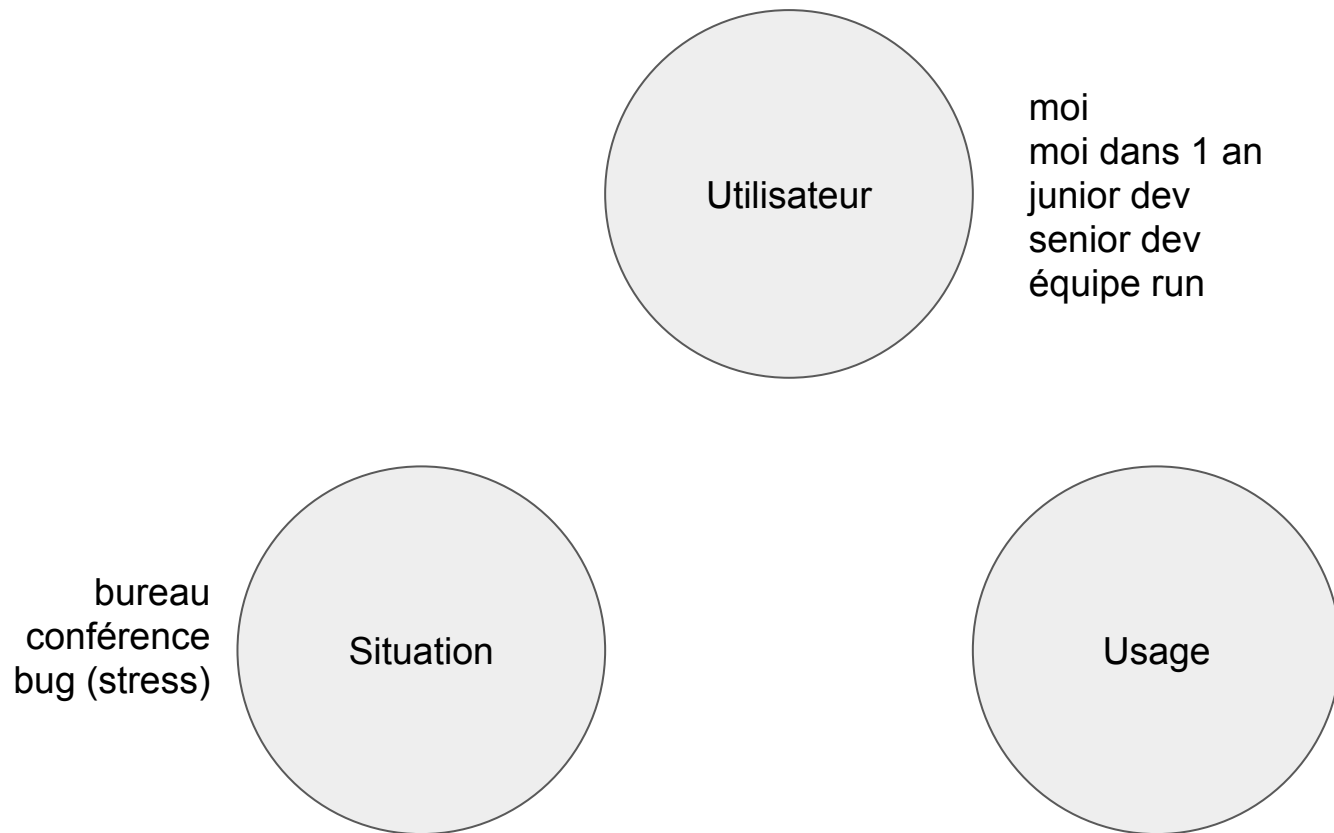 Utilisateur
moi
moi dans 1 an
junior dev
senior dev
équipe run
bureau
conférence
bug (stress)
Situation
Usage